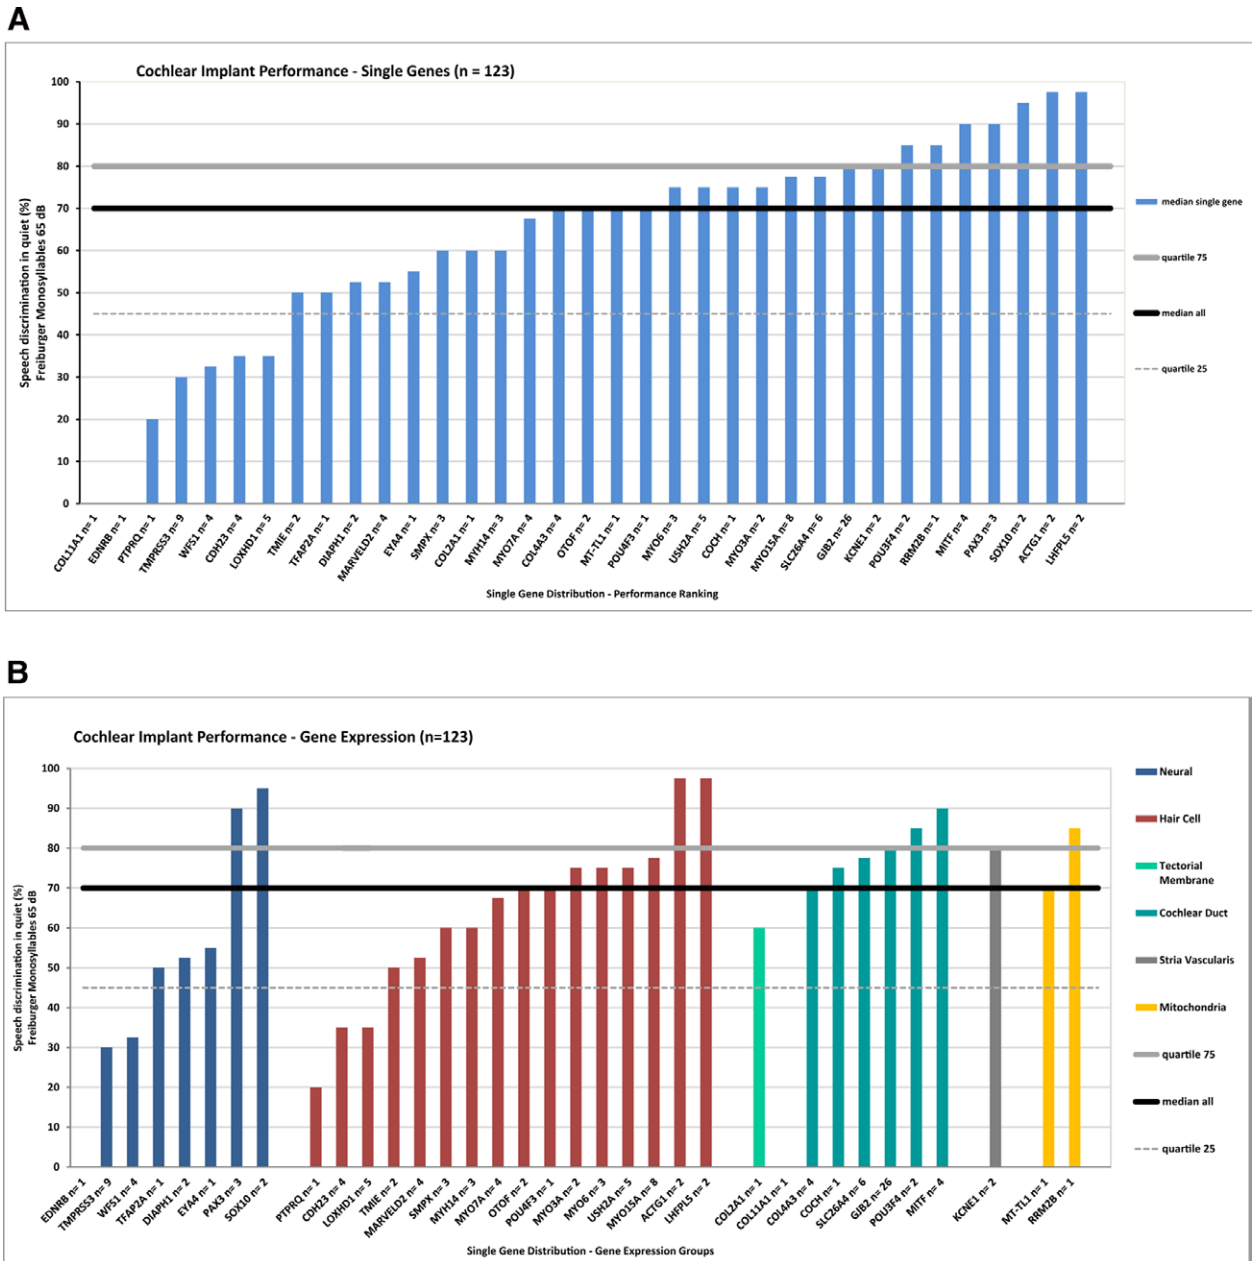 A
Cochlear Implant Performance - Single Genes (n = 123)
Speech discrimination in quiet (%)
Freiburger Monosyllables 65 dB
100
90
80
70
60
50
40
30
20
10
0
COL11A1 n= 1
EDNRB n= 1
PTPRQ n= 1
TMPRSS3 n= 9
WFS1 n= 4
CDH23 n= 4
LOXHD1 n= 5
TMIE n= 2
TFAP2A n= 1
DIAPH1 n= 2
MARVELD2 n= 4
EYA4 n= 1
SMPX n= 3
COL2A1 n= 1
MYH14 n= 3
MYO7A n= 4
COL4A3 n= 4
OTOF n= 2
MT-TL1 n= 1
POU4F3 n= 1
MYO6 n= 3
USH2A n= 5
COCH n= 1
MYO3A n= 2
MYO15A n= 8
SLC26A4 n= 6
GJB2 n= 26
KCNE1 n= 2
POU3F4 n= 2
RRM2B n= 1
MITF n= 4
PAX3 n= 3
SOX10 n= 2
ACTG1 n= 2
LHFPL5 n= 2
Single Gene Distribution - Performance Ranking
median single gene
quartile 75
median all
quartile 25
B
Cochlear Implant Performance - Gene Expression (n=123)
Speech discrimination in quiet (%)
Freiburger Monosyllables 65 dB
100
90
80
70
60
50
40
30
20
10
0
EDNRB n= 1
TMPRSS3 n= 9
WFS1 n= 4
TFAP2A n= 1
DIAPH1 n= 2
EYA4 n= 1
PAX3 n= 3
SOX10 n= 2
PTPRQ n= 1
CDH23 n= 4
LOXHD1 n= 5
TMIE n= 2
MARVELD2 n= 4
SMPX n= 3
MYH14 n= 3
MYO7A n= 4
OTOF n= 2
POU4F3 n= 1
MYO3A n= 2
MYO6 n= 3
USH2A n= 5
MYO15A n= 8
ACTG1 n= 2
LHFPL5 n= 2
COL2A1 n= 1
COL11A1 n= 1
COL4A3 n= 4
COCH n= 1
SLC26A4 n= 6
GJB2 n= 26
POU3F4 n= 2
MITF n= 4
KCNE1 n= 2
MT-TL1 n= 1
RRM2B n= 1
Single Gene Distribution - Gene Expression Groups
Neural
Hair Cell
Tectorial
Membrane
Cochlear Duct
Stria Vascularis
Mitochondria
quartile 75
median all
quartile 25